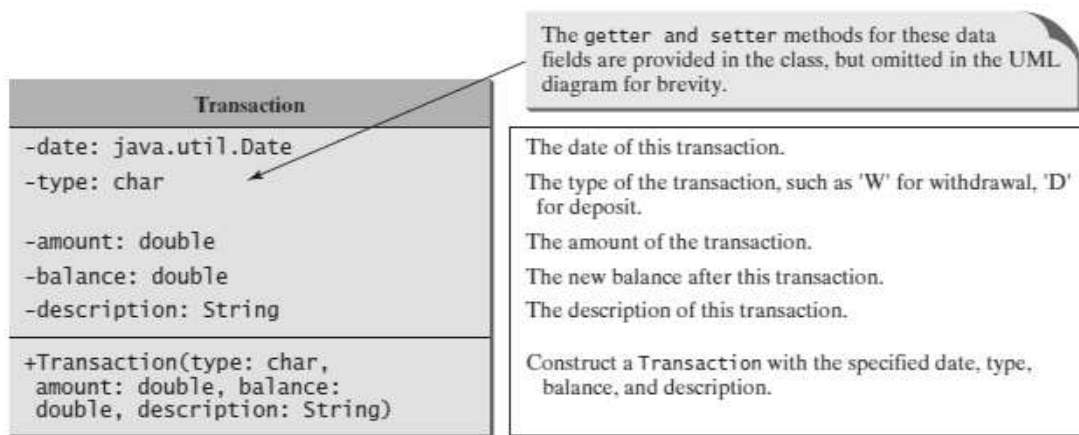 The getter and setter methods for these data
fields are provided in the class, but omitted in the UML
diagram for brevity.
Transaction
-date: java.util.Date
The date of this transaction.
-type: char
The type of the transaction, such as 'W' for withdrawal, 'D'
for deposit.
-amount: double
The amount of the transaction.
-balance: double
The new balance after this transaction.
-description: String
The description of this transaction.
+Transaction(type: char,
amount: double, balance:
double, description: String)
Construct a Transaction with the specified date, type,
balance, and description.